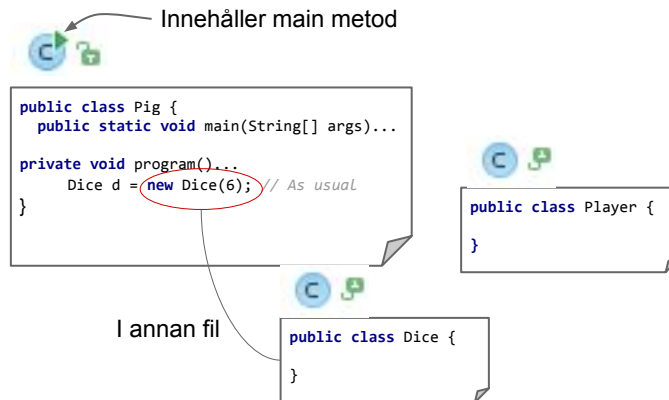 Innehåller main metod
C
public class Pig {
public static void main(String[] args)...
private void program()...
Dice d = new Dice(6); // As usual
}
C
public class Player {
}
C
I annan fil
public class Dice {
}